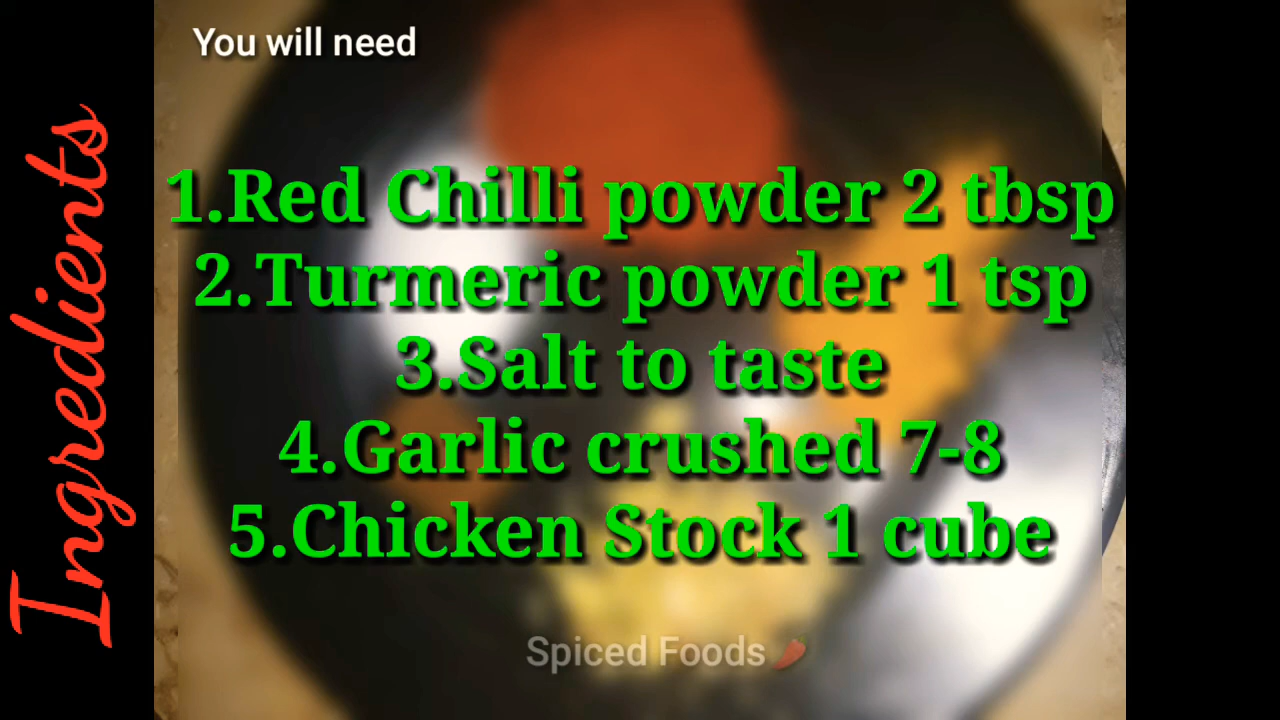 You will need
Ingredients
1.Red Chilli powder 2 tbsp
2.Turmeric powder 1 tsp
3.Salt to taste
4.Garlic crushed 7-8
5.Chicken Stock 1 cube
Spiced Foods 🌶️